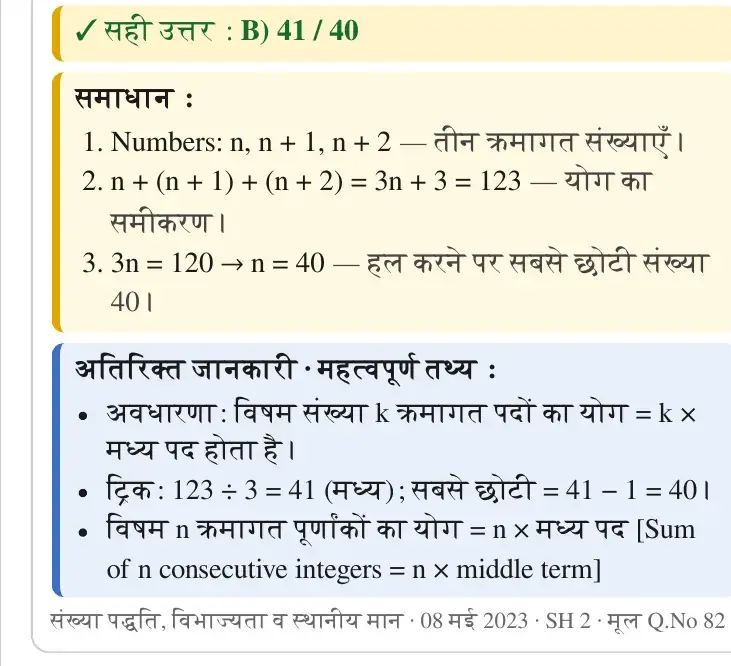 ✓ सही उत्तर : B) 41 / 40
समाधान :
1. Numbers: n, n + 1, n + 2 — तीन क्रमागत संख्याएँ।
2. n + (n + 1) + (n + 2) = 3n + 3 = 123 — योग का
समीकरण।
3. 3n = 120 → n = 40 — हल करने पर सबसे छोटी संख्या
40।
अतिरिक्त जानकारी · महत्वपूर्ण तथ्य :
• अवधारणा : विषम संख्या k क्रमागत पदों का योग = k ×
मध्य पद होता है।
• ट्रिक : 123 ÷ 3 = 41 (मध्य) ; सबसे छोटी = 41 − 1 = 40।
• विषम n क्रमागत पूर्णांकों का योग = n × मध्य पद [Sum
of n consecutive integers = n × middle term]
संख्या पद्धति, विभाज्यता व स्थानीय मान · 08 मई 2023 · SH 2 · मूल Q.No 82